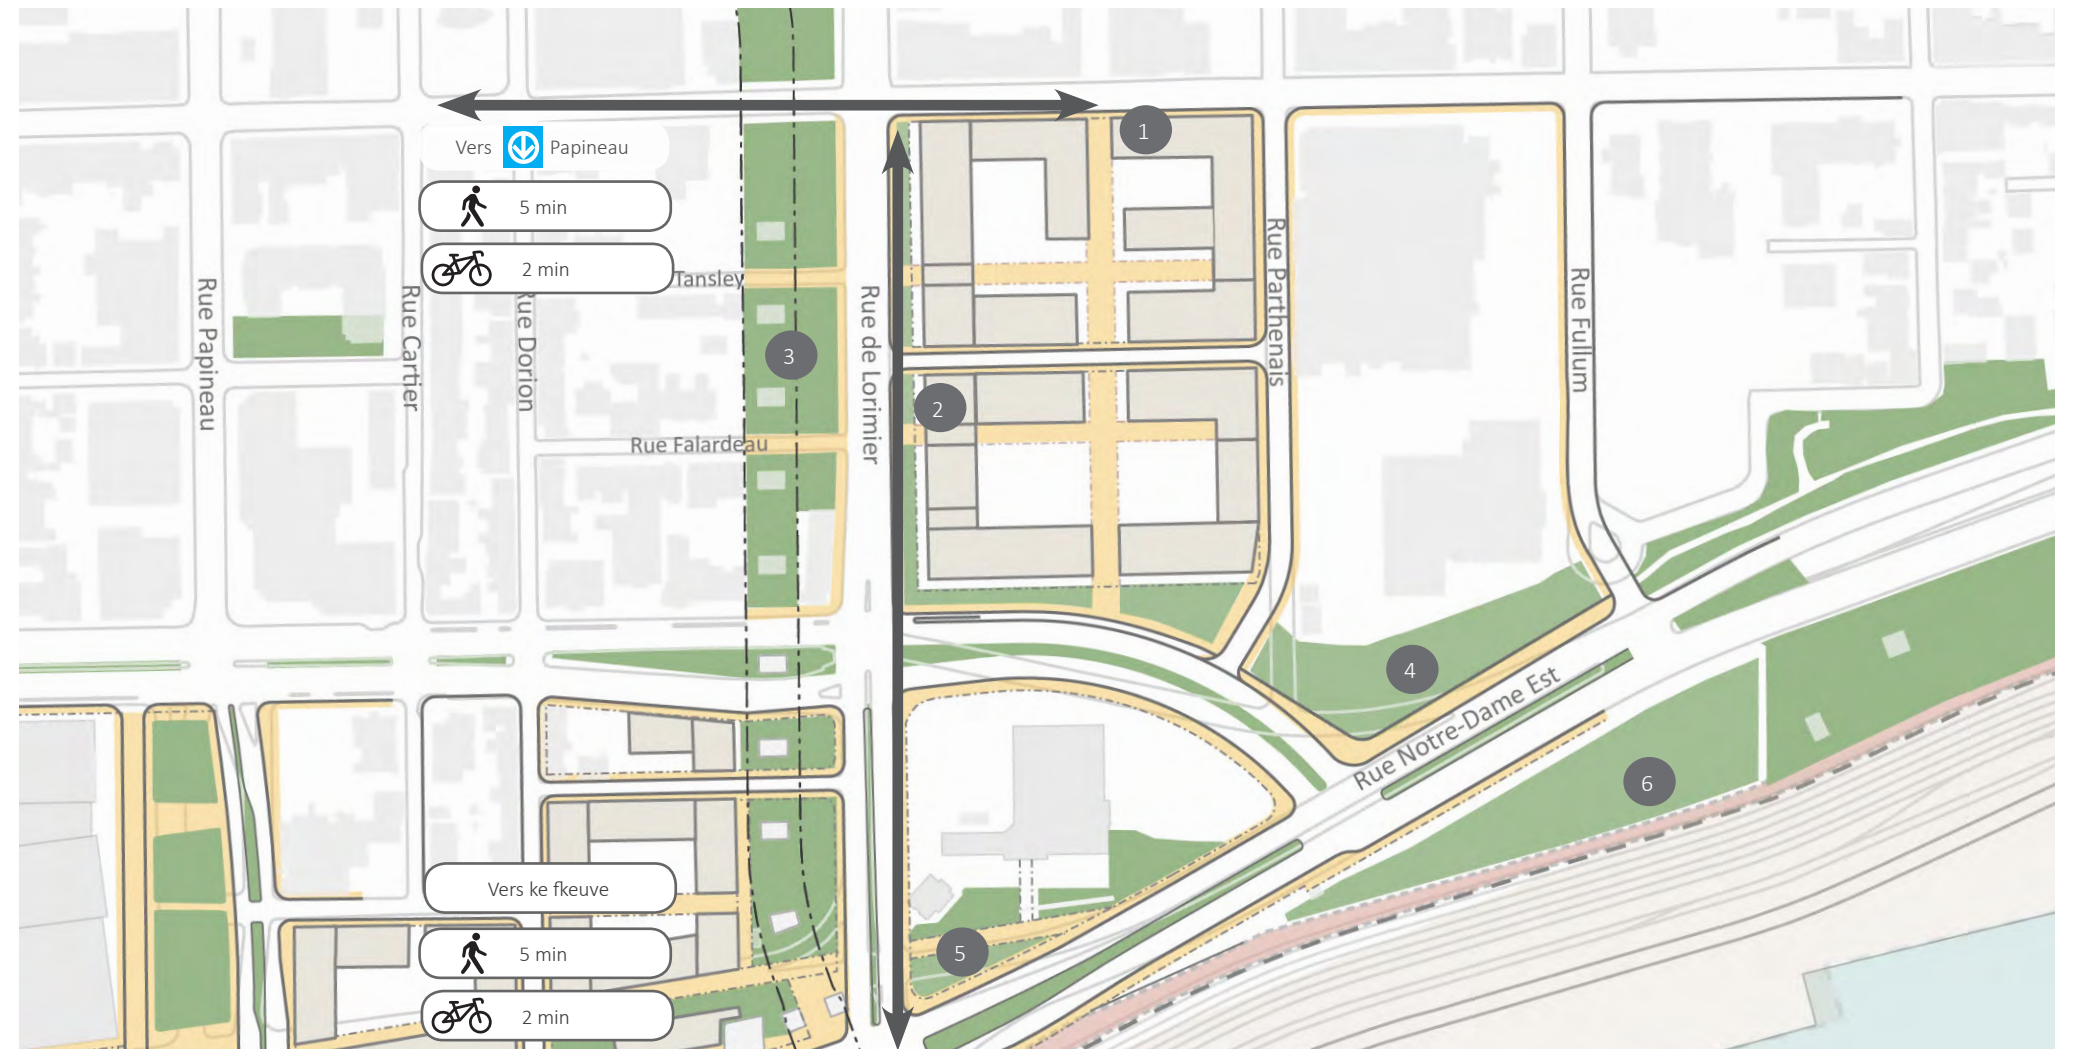 1
Vers Papineau
5 min
2 min
Tansley
Rue Papineau
Rue Cartier
Rue Dorion
3
Rue de Lorimier
Rue Parthenais
Rue Fullum
2
Rue Falardeau
4
Rue Notre-Dame Est
6
Vers ke fkeuve
5 min
2 min
5